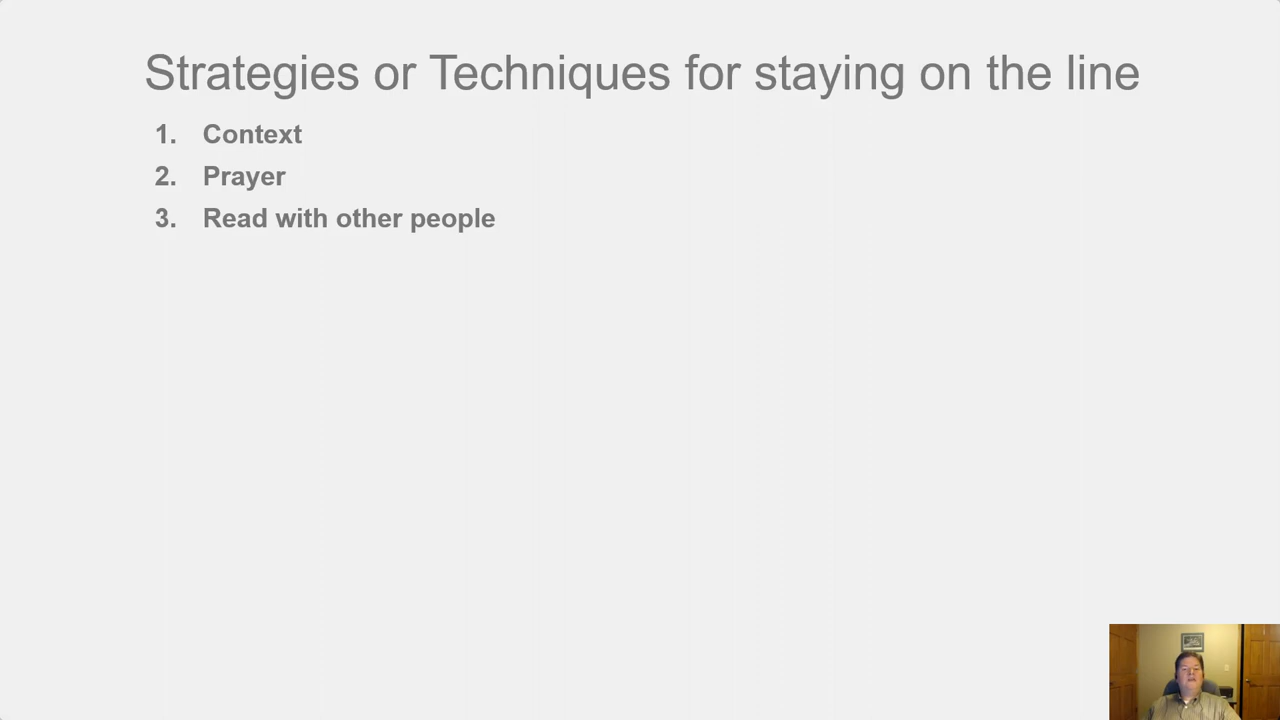 Strategies or Techniques for staying on the line
1. Context
2. Prayer
3. Read with other people